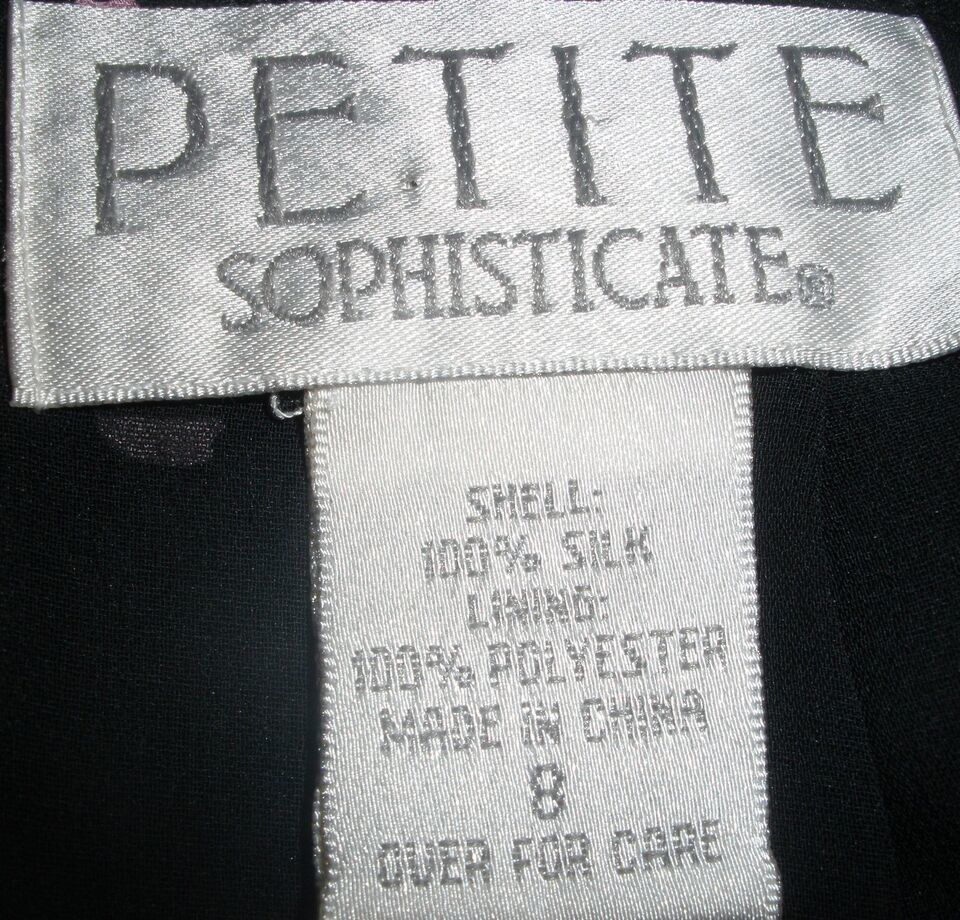 PETITE
SOPHISTICATE®
SHELL:
100% SILK
LINING:
100% POLYESTER
MADE IN CHINA
8
OVER FOR CARE